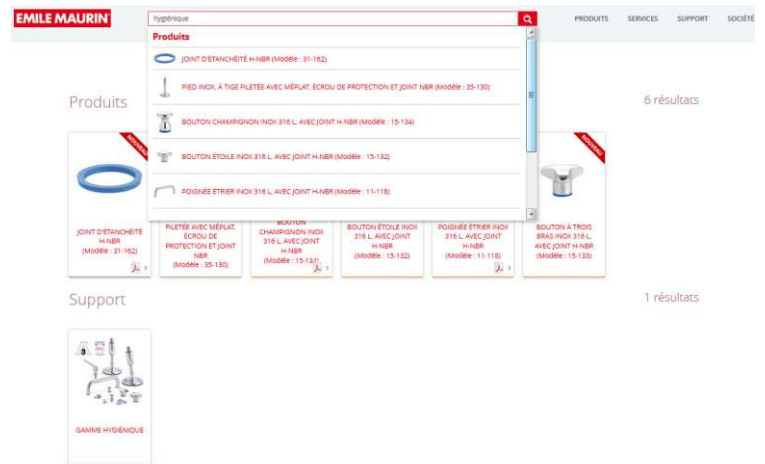 EMILE MAURIN
hygiénique
PRODUITS SERVICES SUPPORT SOCIÉTÉ
Produits
JOINT D'ÉTANCHÉITÉ H-NBR (Modèle : 31-162)
PIED INOX, À TIGE FILETÉE AVEC MÉPLAT, ÉCROU DE PROTECTION ET JOINT NBR (Modèle : 35-130)
BOUTON CHAMPIGNON INOX 316 L, AVEC JOINT H-NBR (Modèle : 15-134)
BOUTON ÉTOILE INOX 316 L, AVEC JOINT H-NBR (Modèle : 15-132)
POIGNÉE ÉTRIER INOX 316 L, AVEC JOINT H-NBR (Modèle : 11-118)
Produits
6 résultats
NOUVEAU
JOINT D'ÉTANCHÉITÉ
H-NBR
(Modèle : 31-162)
FILETÉE AVEC MÉPLAT,
ÉCROU DE
PROTECTION ET JOINT
NBR
(Modèle : 35-130)
BOUTON
CHAMPIGNON INOX
316 L, AVEC JOINT
H-NBR
(Modèle : 15-134)
BOUTON ÉTOILE INOX
316 L, AVEC JOINT
H-NBR
(Modèle : 15-132)
POIGNÉE ÉTRIER INOX
316 L, AVEC JOINT
H-NBR
(Modèle : 11-118)
NOUVEAU
BOUTON À TROIS
BRAS INOX 316 L,
AVEC JOINT H-NBR
(Modèle : 15-133)
Support
1 résultats
GAMME HYGIÉNIQUE